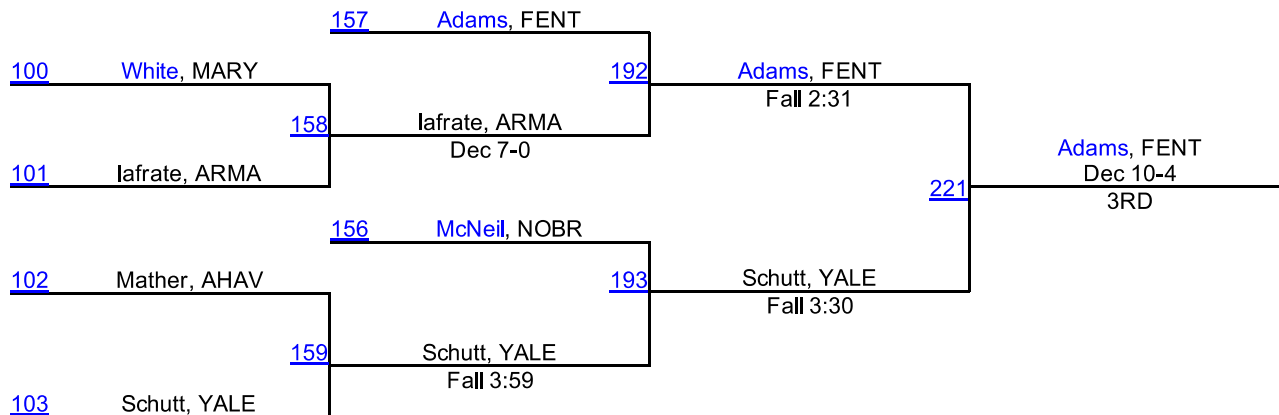 157 Adams, FENT
100 White, MARY
192 Adams, FENT
Fall 2:31
158 Iafrate, ARMA
Dec 7-0
101 Iafrate, ARMA
Adams, FENT
221 Dec 10-4
3RD
156 McNeil, NOBR
102 Mather, AHAV
193 Schutt, YALE
Fall 3:30
159 Schutt, YALE
Fall 3:59
103 Schutt, YALE